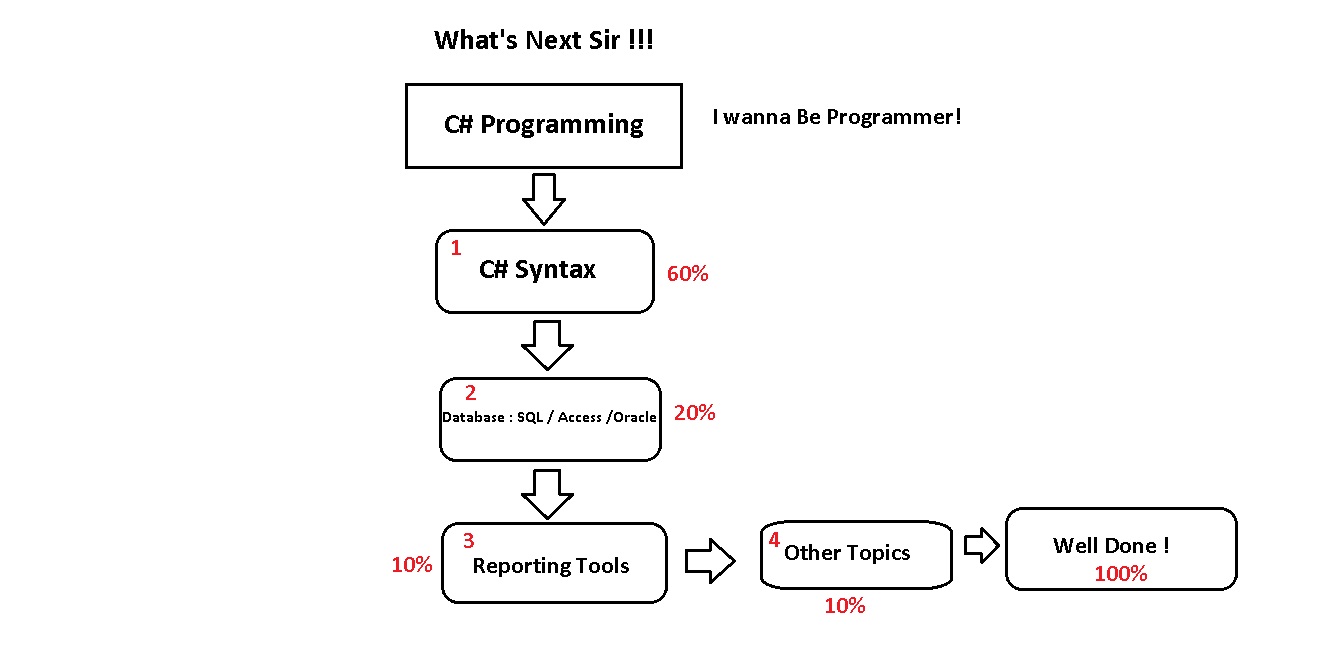 What's Next Sir !!!
C# Programming
I wanna Be Programmer!
1
C# Syntax
60%
2
Database : SQL / Access /Oracle
20%
3
Reporting Tools
10%
4
Other Topics
10%
Well Done !
100%